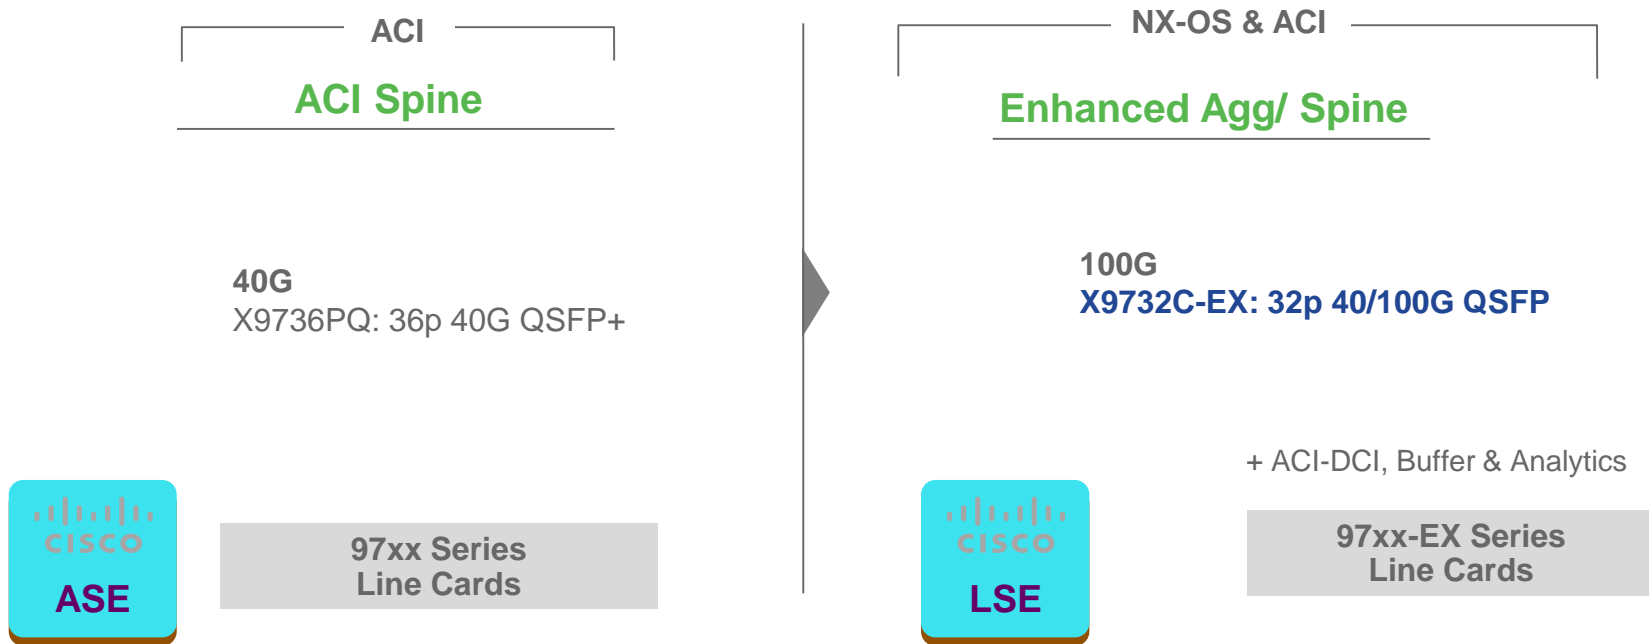 ACI
ACI Spine
40G
X9736PQ: 36p 40G QSFP+
CISCO
ASE
97xx Series
Line Cards
NX-OS & ACI
Enhanced Agg/ Spine
100G
X9732C-EX: 32p 40/100G QSFP
+ ACI-DCI, Buffer & Analytics
CISCO
LSE
97xx-EX Series
Line Cards